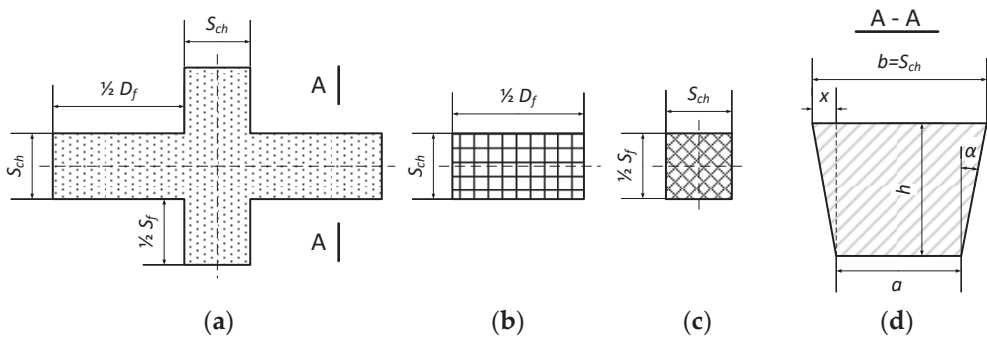 S_ch
½ D_f
A
S_ch
½ S_f
A
(a)
½ D_f
S_ch
(b)
S_ch
½ S_f
(c)
A - A
b=S_ch
x
α
h
a
(d)